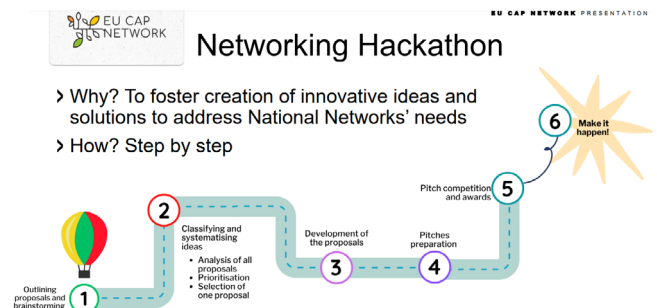 EU CAP NETWORK PRESENTATION
EU CAP
NETWORK
Networking Hackathon
› Why? To foster creation of innovative ideas and
solutions to address National Networks' needs
› How? Step by step
6
Make it
happen!
Pitch competition
and awards
5
2
Classifying and
systematising
ideas
• Analysis of all
proposals
• Prioritisation
• Selection of
one proposal
Development of
the proposals
3
Pitches
preparation
4
Outlining
proposals and
brainstorming
1